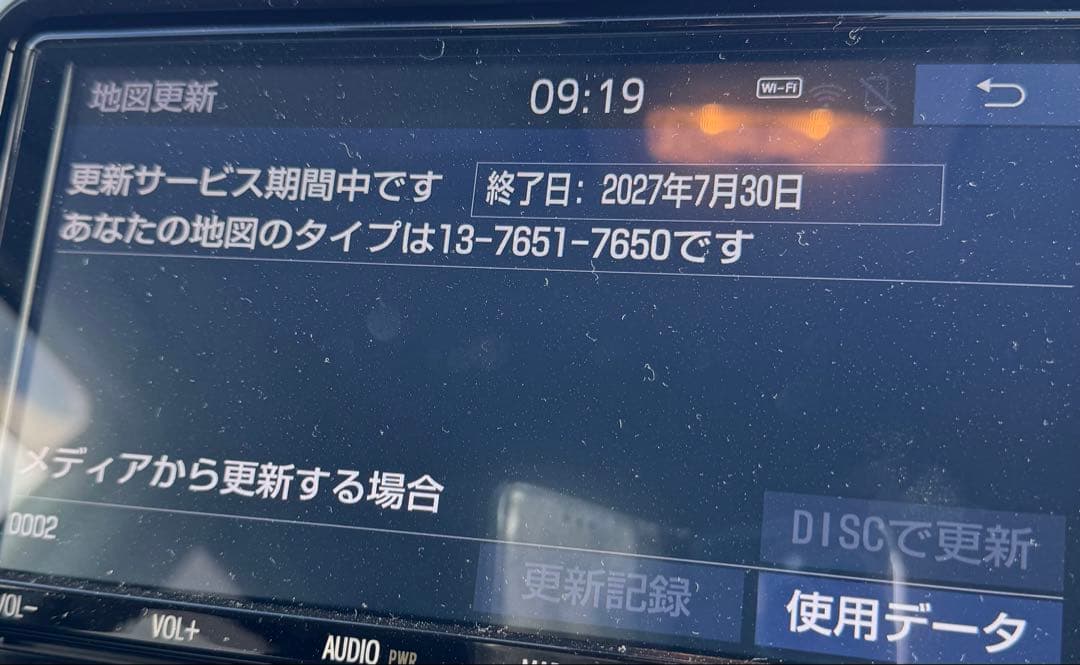 地図更新 09:19 Wi-Fi
更新サービス期間中です 終了日: 2027年7月30日
あなたの地図のタイプは13-7651-7650です
メディアから更新する場合
0002
DISCで更新
更新記録 使用データ
VOL- VOL+ AUDIO PWR